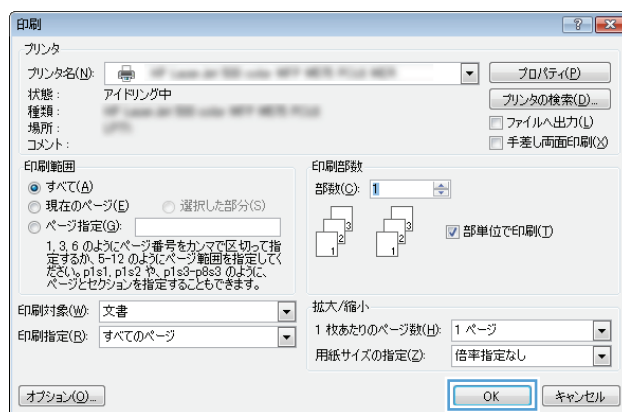 印刷
プリンタ
プリンタ名(N):
プロパティ(P)
状態： アイドリング中
プリンタの検索(D)...
種類：
場所：
ファイルへ出力(L)
コメント：
手差し両面印刷(X)
印刷範囲
すべて(A)
現在のページ(E) 選択した部分(S)
ページ指定(G):
1, 3, 6 のようにページ番号をカンマで区切って指
定するか、5-12 のようにページ範囲を指定してく
ださい。p1s1, p1s2 や、p1s3-p8s3 のように、
ページとセクションを指定することもできます。
印刷部数
部数(C): 1
1 2 3 1 2 3
部単位で印刷(T)
印刷対象(W): 文書
印刷指定(R): すべてのページ
拡大/縮小
1 枚あたりのページ数(H): 1 ページ
用紙サイズの指定(Z): 倍率指定なし
オプション(O)...
OK キャンセル